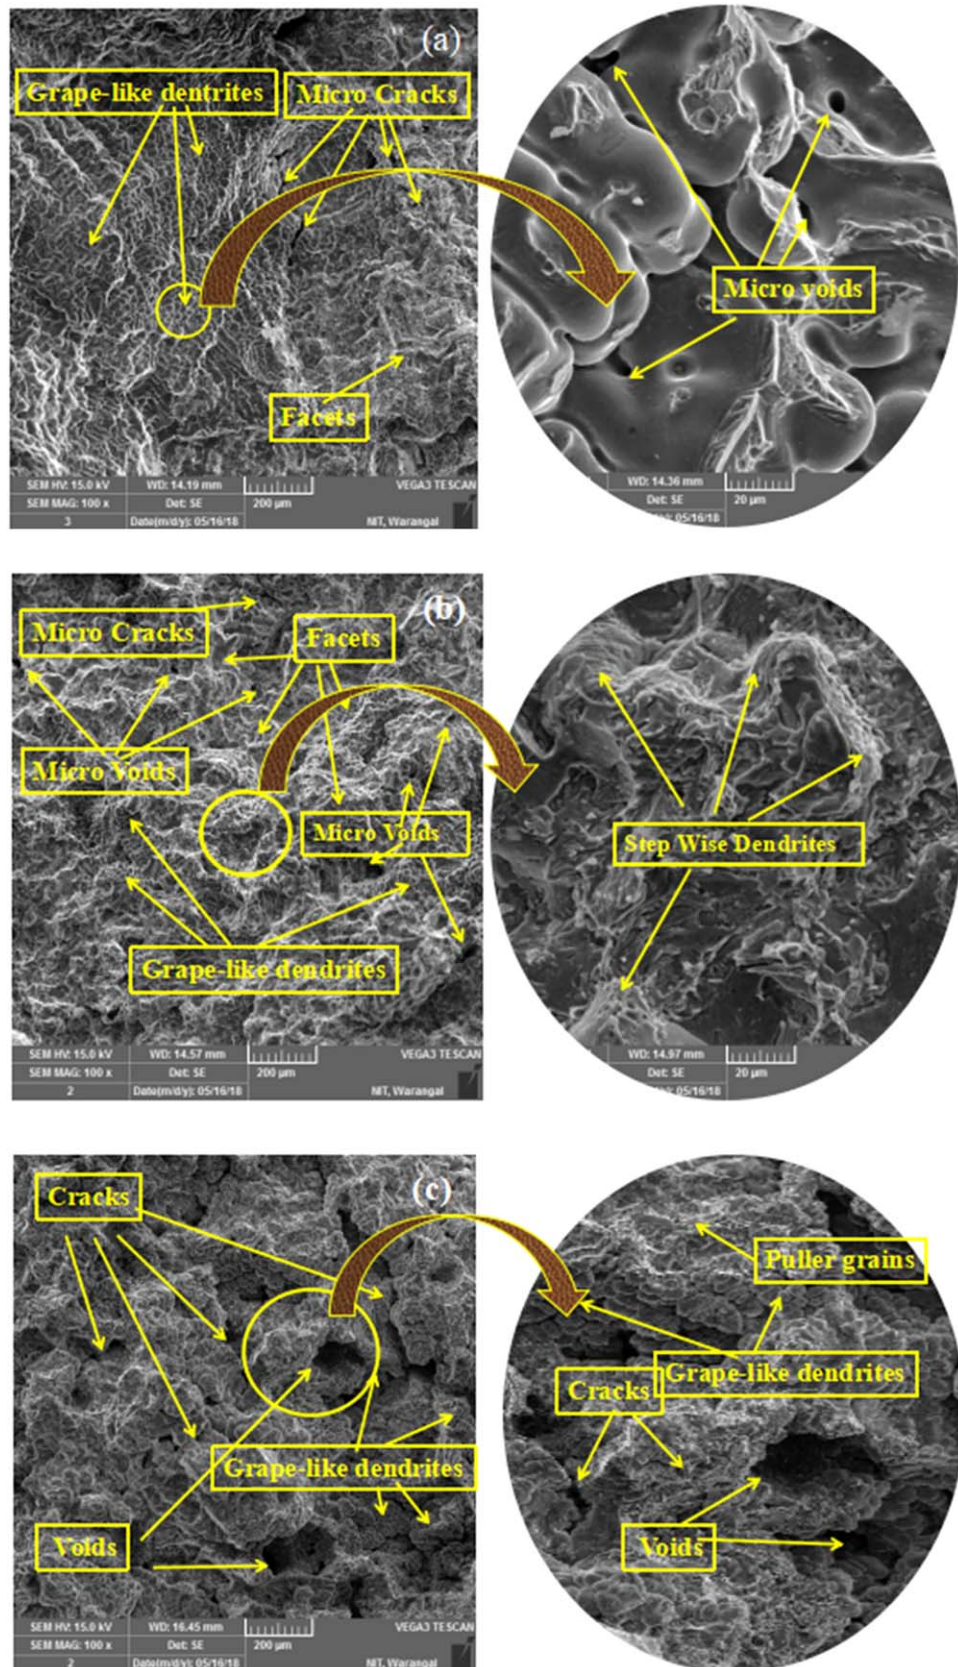 (a)
Grape-like dentrites
Micro Cracks
Micro voids
Facets
SEM HV: 15.0 kV WD: 14.19 mm VEGA3 TESCAN
SEM MAG: 100 x Det: SE 200 µm
3 Date(m/d/y): 05/16/18 NIT, Warangal
WD: 14.36 mm
Det: SE 20 µm
05/16/18
(b)
Micro Cracks
Facets
Micro Voids
Micro Voids
Step Wise Dendrites
Grape-like dendrites
SEM HV: 15.0 kV WD: 14.57 mm VEGA3 TESCAN
SEM MAG: 100 x Det: SE 200 µm
2 Date(m/d/y): 05/16/18 NIT, Warangal
WD: 14.97 mm
Det: SE 20 µm
05/16/18
(c)
Cracks
Puller grains
Grape-like dendrites
Cracks
Grape-like dendrites
Voids
Voids
SEM HV: 15.0 kV WD: 16.45 mm VEGA3 TESCAN
SEM MAG: 100 x Det: SE 200 µm
2 Date(m/d/y): 05/16/18 NIT, Warangal